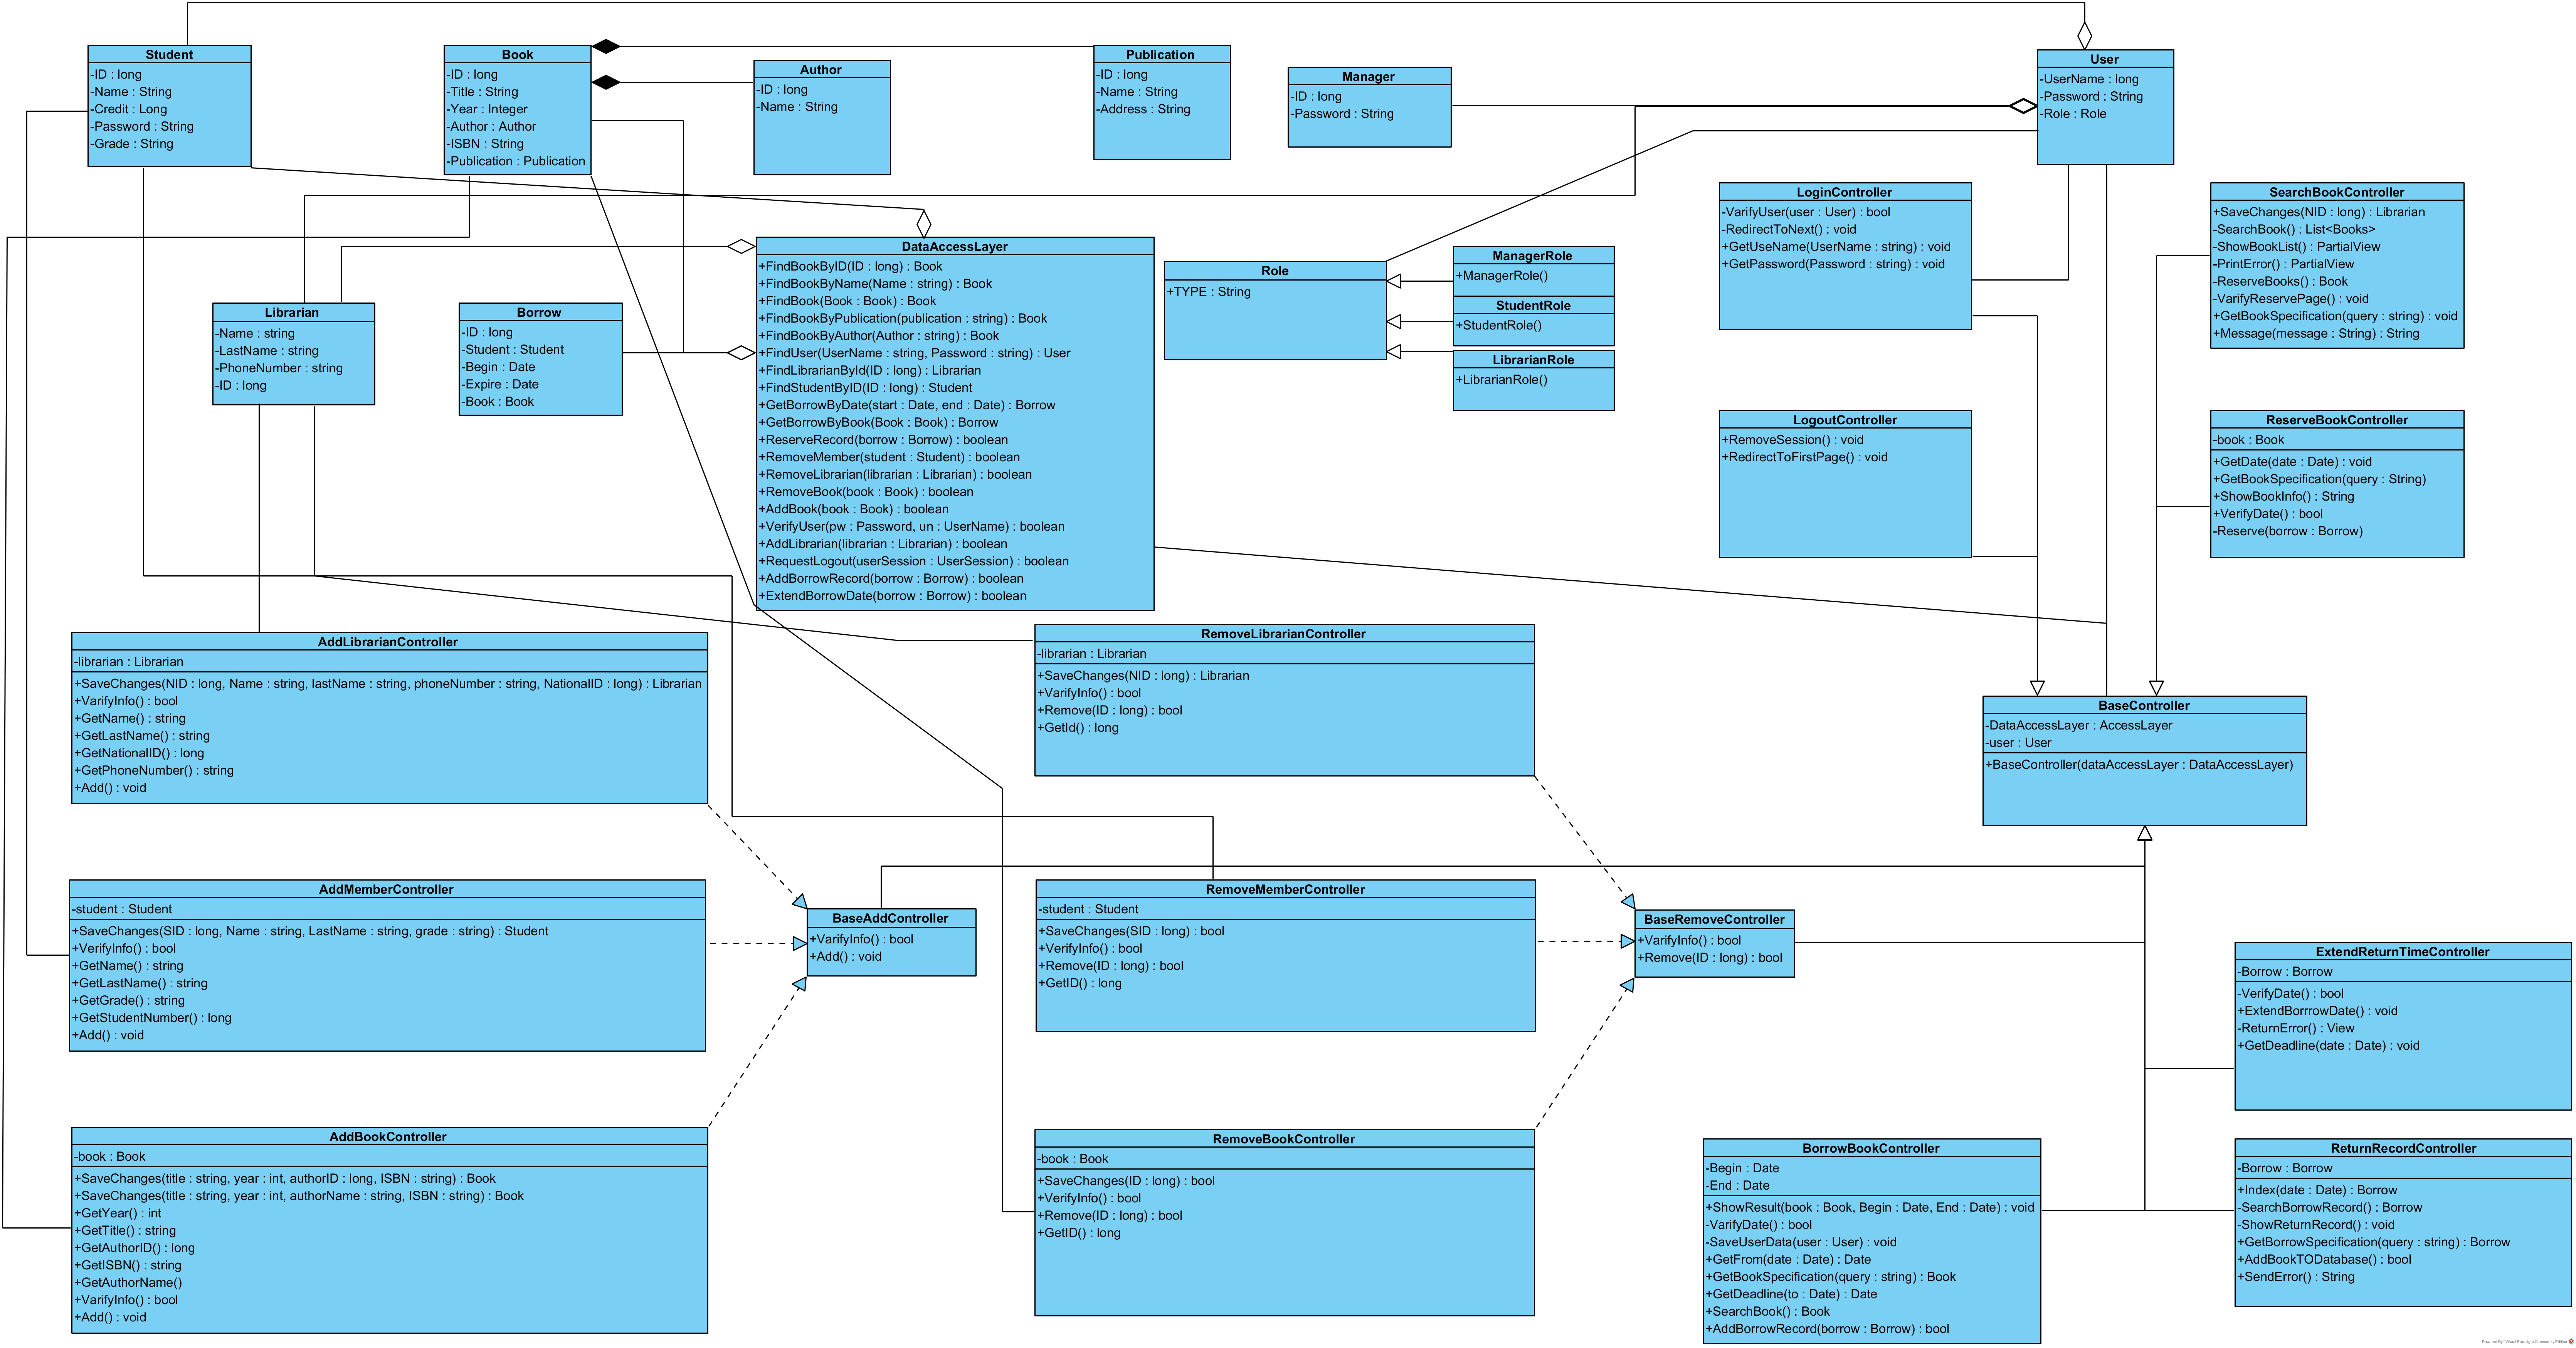 Student
-ID : long
-Name : String
-Credit : Long
-Password : String
-Grade : String
Book
-ID : long
-Title : String
-Year : Integer
-Author : Author
-ISBN : String
-Publication : Publication
Author
-ID : long
-Name : String
Publication
-ID : long
-Name : String
-Address : String
Manager
-ID : long
-Password : String
User
-UserName : long
-Password : String
-Role : Role
LoginController
-VarifyUser(user : User) : bool
-RedirectToNext() : void
+GetUseName(UserName : string) : void
+GetPassword(Password : string) : void
SearchBookController
+SaveChanges(NID : long) : Librarian
-SearchBook() : List<Books>
-ShowBookList() : PartialView
-PrintError() : PartialView
-ReserveBooks() : Book
-VarifyReservePage() : void
+GetBookSpecification(query : string) : void
+Message(message : String) : String
DataAccessLayer
+FindBookByID(ID : long) : Book
+FindBookByName(Name : string) : Book
+FindBook(Book : Book) : Book
+FindBookByPublication(publication : string) : Book
+FindBookByAuthor(Author : string) : Book
+FindUser(UserName : string, Password : string) : User
+FindLibrarianById(ID : long) : Librarian
+FindStudentByID(ID : long) : Student
+GetBorrowByDate(start : Date, end : Date) : Borrow
+GetBorrowByBook(Book : Book) : Borrow
+ReserveRecord(borrow : Borrow) : boolean
+RemoveMember(student : Student) : boolean
+RemoveLibrarian(librarian : Librarian) : boolean
+RemoveBook(book : Book) : boolean
+AddBook(book : Book) : boolean
+VerifyUser(pw : Password, un : UserName) : boolean
+AddLibrarian(librarian : Librarian) : boolean
+RequestLogout(userSession : UserSession) : boolean
+AddBorrowRecord(borrow : Borrow) : boolean
+ExtendBorrowDate(borrow : Borrow) : boolean
Role
+TYPE : String
ManagerRole
+ManagerRole()
StudentRole
+StudentRole()
LibrarianRole
+LibrarianRole()
Librarian
-Name : string
-LastName : string
-PhoneNumber : string
-ID : long
Borrow
-ID : long
-Student : Student
-Begin : Date
-Expire : Date
-Book : Book
LogoutController
+RemoveSession() : void
+RedirectToFirstPage() : void
ReserveBookController
-book : Book
+GetDate(date : Date) : void
+GetBookSpecification(query : String)
+ShowBookInfo() : String
+VerifyDate() : bool
-Reserve(borrow : Borrow)
AddLibrarianController
-librarian : Librarian
+SaveChanges(NID : long, Name : string, lastName : string, phoneNumber : string, NationalID : long) : Librarian
+VarifyInfo() : bool
+GetName() : string
+GetLastName() : string
+GetNationalID() : long
+GetPhoneNumber() : string
+Add() : void
RemoveLibrarianController
-librarian : Librarian
+SaveChanges(NID : long) : Librarian
+VarifyInfo() : bool
+Remove(ID : long) : bool
+GetId() : long
BaseController
-DataAccessLayer : AccessLayer
-user : User
+BaseController(dataAccessLayer : DataAccessLayer)
AddMemberController
-student : Student
+SaveChanges(SID : long, Name : string, LastName : string, grade : string) : Student
+VerifyInfo() : bool
+GetName() : string
+GetLastName() : string
+GetGrade() : string
+GetStudentNumber() : long
+Add() : void
BaseAddController
+VarifyInfo() : bool
+Add() : void
RemoveMemberController
-student : Student
+SaveChanges(SID : long) : bool
+VerifyInfo() : bool
+Remove(ID : long) : bool
+GetID() : long
BaseRemoveController
+VarifyInfo() : bool
+Remove(ID : long) : bool
ExtendReturnTimeController
-Borrow : Borrow
-VerifyDate() : bool
+ExtendBorrrowDate() : void
-ReturnError() : View
+GetDeadline(date : Date) : void
AddBookController
-book : Book
+SaveChanges(title : string, year : int, authorID : long, ISBN : string) : Book
+SaveChanges(title : string, year : int, authorName : string, ISBN : string) : Book
+GetYear() : int
+GetTitle() : string
+GetAuthorID() : long
+GetISBN() : string
+GetAuthorName()
+VarifyInfo() : bool
+Add() : void
RemoveBookController
-book : Book
+SaveChanges(ID : long) : bool
+VerifyInfo() : bool
+Remove(ID : long) : bool
+GetID() : long
BorrowBookController
-Begin : Date
-End : Date
+ShowResult(book : Book, Begin : Date, End : Date) : void
-VarifyDate() : bool
-SaveUserData(user : User) : void
+GetFrom(date : Date) : Date
+GetBookSpecification(query : string) : Book
+GetDeadline(to : Date) : Date
+SearchBook() : Book
+AddBorrowRecord(borrow : Borrow) : bool
ReturnRecordController
-Borrow : Borrow
+Index(date : Date) : Borrow
-SearchBorrowRecord() : Borrow
-ShowReturnRecord() : void
+GetBorrowSpecification(query : string) : Borrow
+AddBookTODatabase() : bool
+SendError() : String
Powered By Visual Paradigm Community Edition